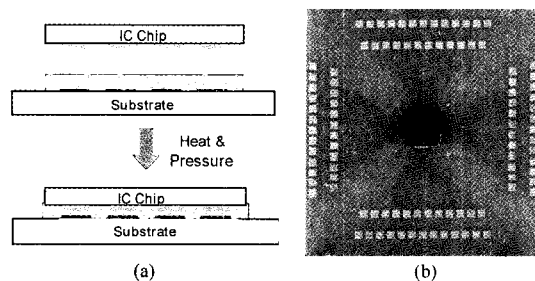 IC Chip
Substrate
Heat &
Pressure
IC Chip
Substrate
(a)
(b)